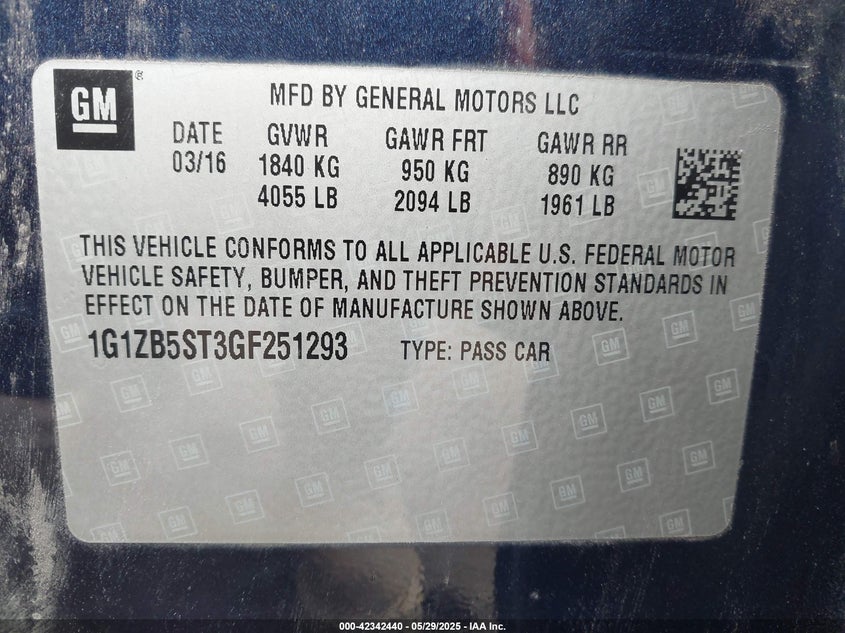 GM ®
MFD BY GENERAL MOTORS LLC
DATE GVWR GAWR FRT GAWR RR
03/16 1840 KG 950 KG 890 KG
4055 LB 2094 LB 1961 LB
THIS VEHICLE CONFORMS TO ALL APPLICABLE U.S. FEDERAL MOTOR
VEHICLE SAFETY, BUMPER, AND THEFT PREVENTION STANDARDS IN
EFFECT ON THE DATE OF MANUFACTURE SHOWN ABOVE.
1G1ZB5ST3GF251293 TYPE: PASS CAR
000-42342440 - 05/29/2025 - IAA Inc.